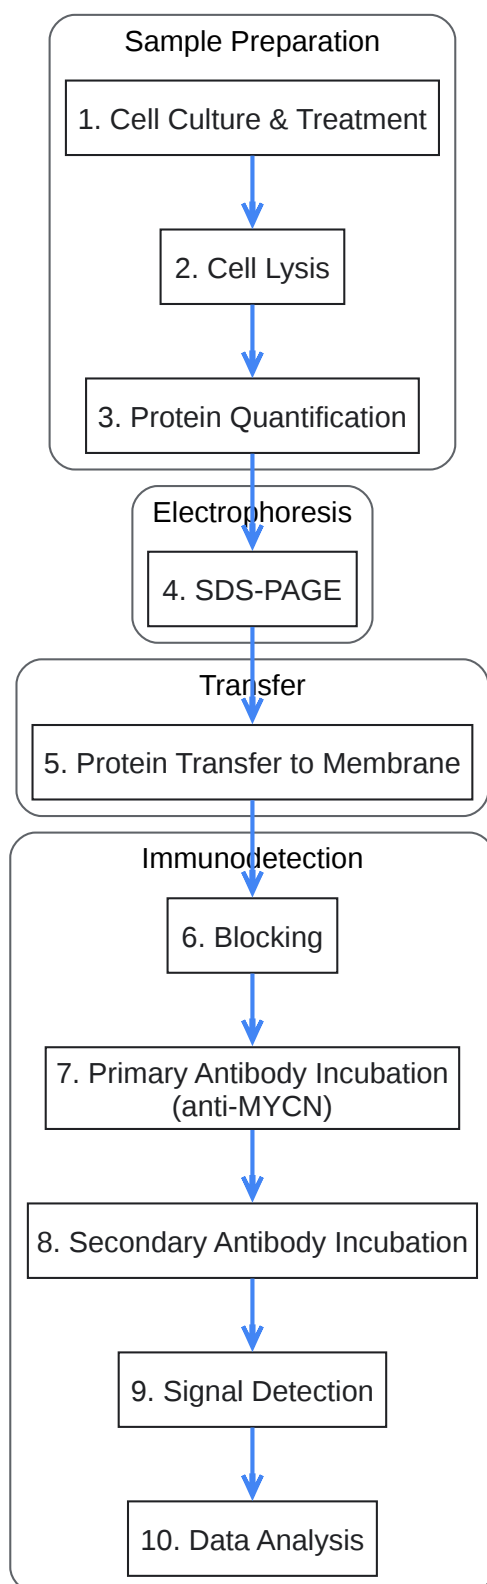 Sample Preparation
1. Cell Culture & Treatment
2. Cell Lysis
3. Protein Quantification
Electrophoresis
4. SDS-PAGE
Transfer
5. Protein Transfer to Membrane
Immunodetection
6. Blocking
7. Primary Antibody Incubation
(anti-MYCN)
8. Secondary Antibody Incubation
9. Signal Detection
10. Data Analysis